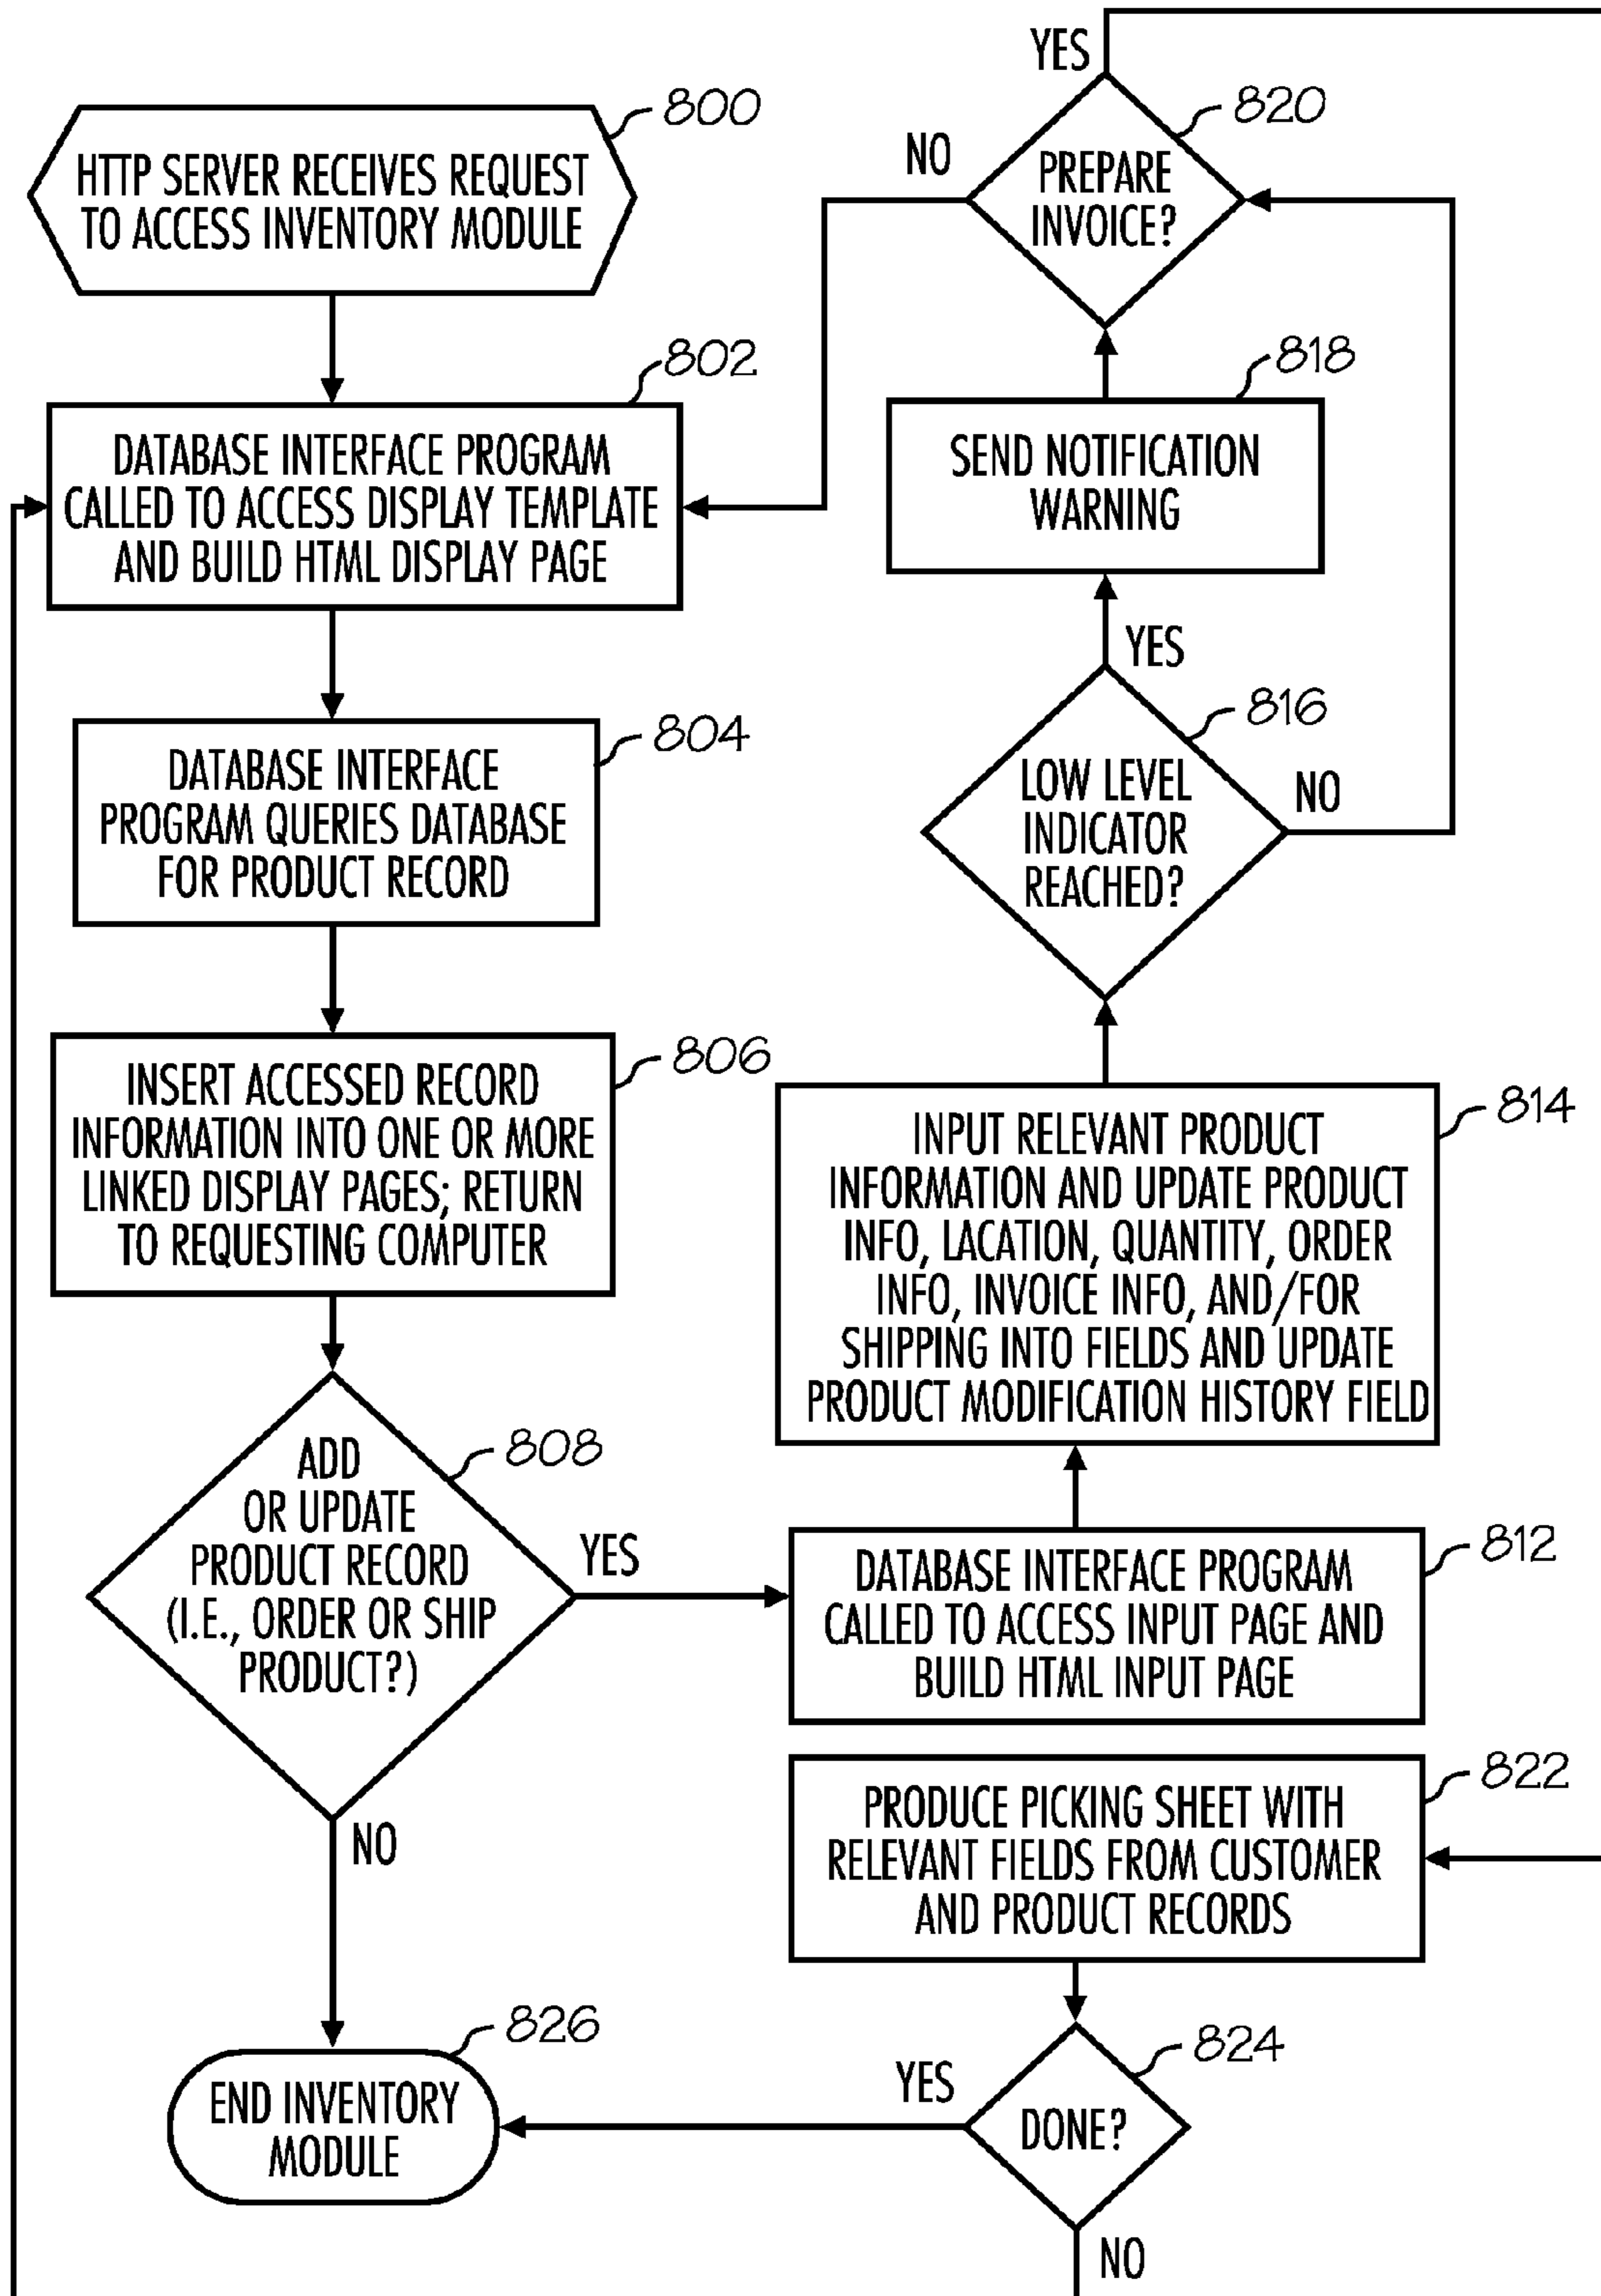 800
HTTP SERVER RECEIVES REQUEST
TO ACCESS INVENTORY MODULE
802
DATABASE INTERFACE PROGRAM
CALLED TO ACCESS DISPLAY TEMPLATE
AND BUILD HTML DISPLAY PAGE
804
DATABASE INTERFACE
PROGRAM QUERIES DATABASE
FOR PRODUCT RECORD
806
INSERT ACCESSED RECORD
INFORMATION INTO ONE OR MORE
LINKED DISPLAY PAGES; RETURN
TO REQUESTING COMPUTER
808
ADD
OR UPDATE
PRODUCT RECORD
(I.E., ORDER OR SHIP
PRODUCT?)
YES
NO
812
DATABASE INTERFACE PROGRAM
CALLED TO ACCESS INPUT PAGE AND
BUILD HTML INPUT PAGE
814
INPUT RELEVANT PRODUCT
INFORMATION AND UPDATE PRODUCT
INFO, LACATION, QUANTITY, ORDER
INFO, INVOICE INFO, AND/FOR
SHIPPING INTO FIELDS AND UPDATE
PRODUCT MODIFICATION HISTORY FIELD
816
LOW LEVEL
INDICATOR
REACHED?
YES
NO
818
SEND NOTIFICATION
WARNING
820
PREPARE
INVOICE?
YES
NO
822
PRODUCE PICKING SHEET WITH
RELEVANT FIELDS FROM CUSTOMER
AND PRODUCT RECORDS
824
DONE?
YES
NO
826
END INVENTORY
MODULE